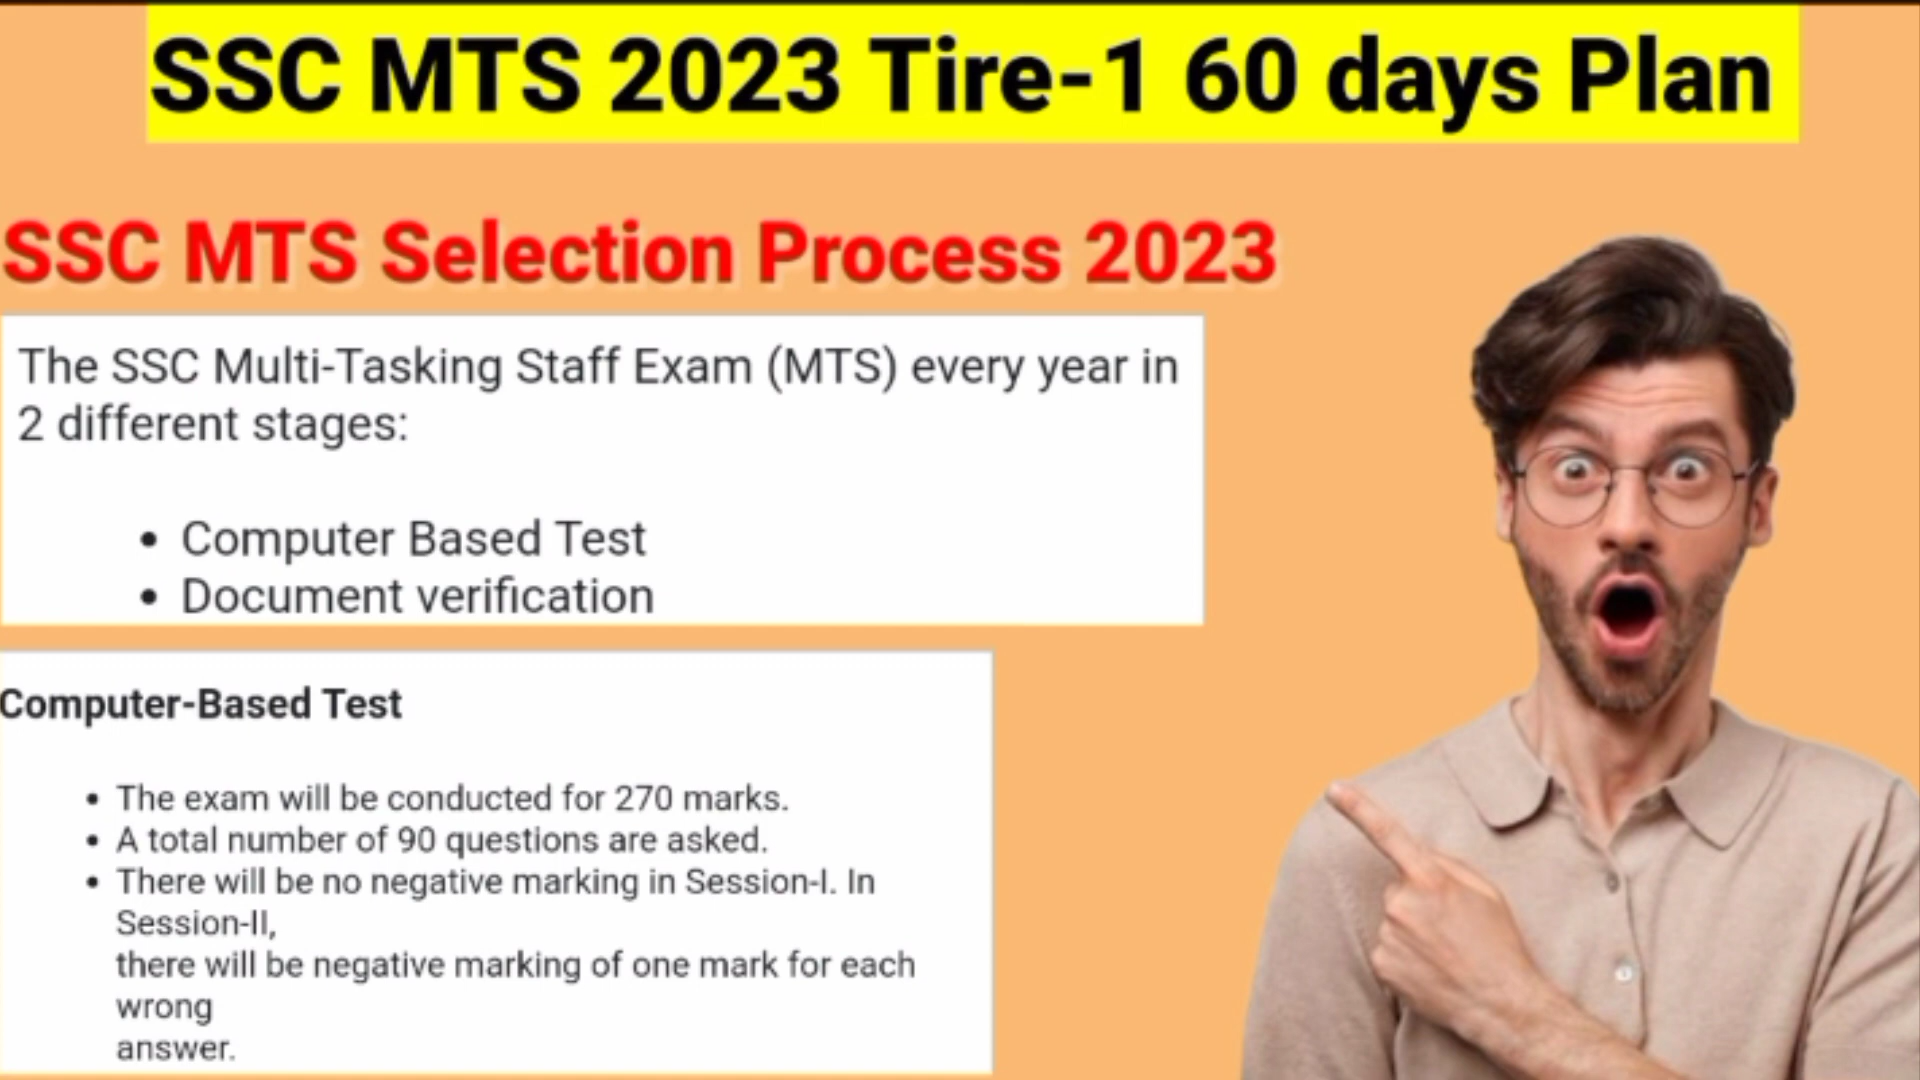 SSC MTS 2023 Tire-1 60 days Plan
SSC MTS Selection Process 2023
The SSC Multi-Tasking Staff Exam (MTS) every year in
2 different stages:
• Computer Based Test
• Document verification
Computer-Based Test
• The exam will be conducted for 270 marks.
• A total number of 90 questions are asked.
• There will be no negative marking in Session-I. In
Session-II,
there will be negative marking of one mark for each
wrong
answer.